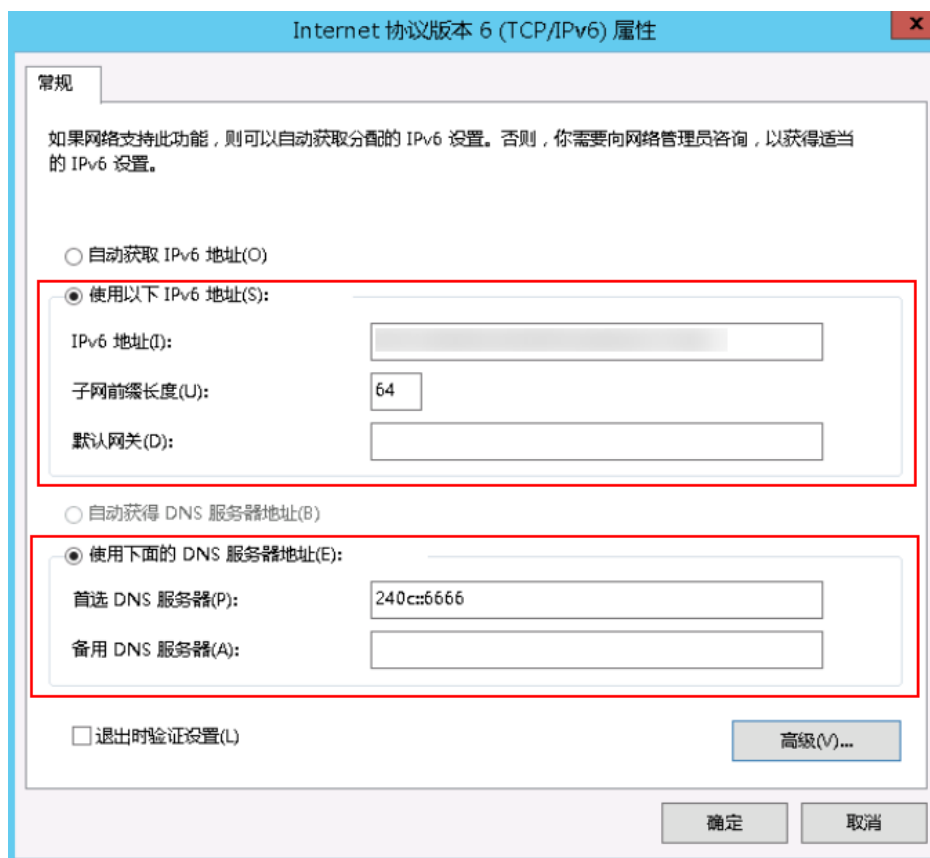 Internet 协议版本 6 (TCP/IPv6) 属性
x
常规
如果网络支持此功能，则可以自动获取分配的 IPv6 设置。否则，你需要向网络管理员咨询，以获得适当
的 IPv6 设置。
自动获取 IPv6 地址(O)
使用以下 IPv6 地址(S):
IPv6 地址(I):
子网前缀长度(U):
64
默认网关(D):
自动获得 DNS 服务器地址(B)
使用下面的 DNS 服务器地址(E):
首选 DNS 服务器(P):
240c::6666
备用 DNS 服务器(A):
退出时验证设置(L)
高级(V)...
确定
取消